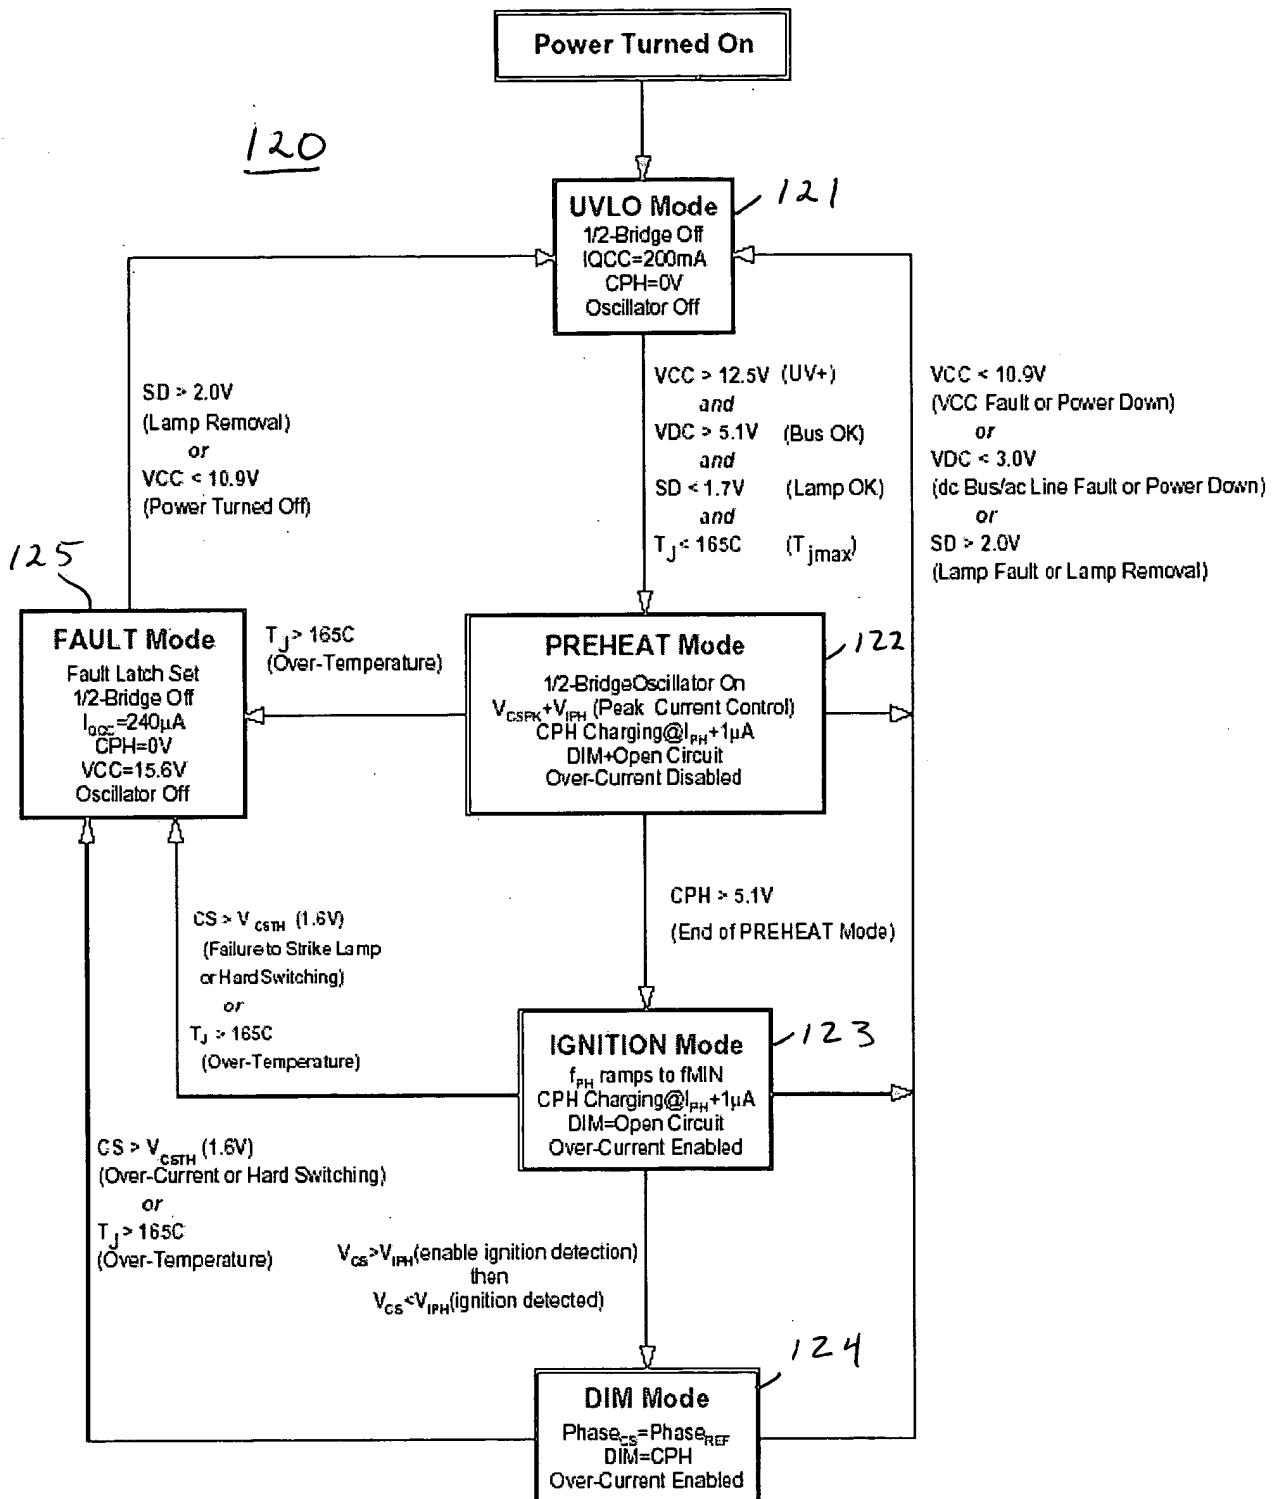 Power Turned On
120
UVLO Mode
1/2-Bridge Off
IQCC=200mA
CPH=0V
Oscillator Off
121
SD > 2.0V
(Lamp Removal)
or
VCC < 10.9V
(Power Turned Off)
VCC > 12.5V (UV+)
and
VDC > 5.1V (Bus OK)
and
SD < 1.7V (Lamp OK)
and
TJ < 165C (Tjmax)
VCC < 10.9V
(VCC Fault or Power Down)
or
VDC < 3.0V
(dc Bus/ac Line Fault or Power Down)
or
SD > 2.0V
(Lamp Fault or Lamp Removal)
125
FAULT Mode
Fault Latch Set
1/2-Bridge Off
IQCC=240µA
CPH=0V
VCC=15.6V
Oscillator Off
TJ > 165C
(Over-Temperature)
PREHEAT Mode
1/2-BridgeOscillator On
VCSPK+VIPH (Peak Current Control)
CPH Charging@IPH+1µA
DIM+Open Circuit
Over-Current Disabled
122
CPH > 5.1V
(End of PREHEAT Mode)
CS > VCSTH (1.6V)
(Failure to Strike Lamp
or Hard Switching)
or
TJ > 165C
(Over-Temperature)
IGNITION Mode
fPH ramps to fMIN
CPH Charging@IPH+1µA
DIM=Open Circuit
Over-Current Enabled
123
CS > VCSTH (1.6V)
(Over-Current or Hard Switching)
or
TJ > 165C
(Over-Temperature)
VCS>VIPH(enable ignition detection)
then
VCS<VIPH(ignition detected)
124
DIM Mode
PhaseCS=PhaseREF
DIM=CPH
Over-Current Enabled